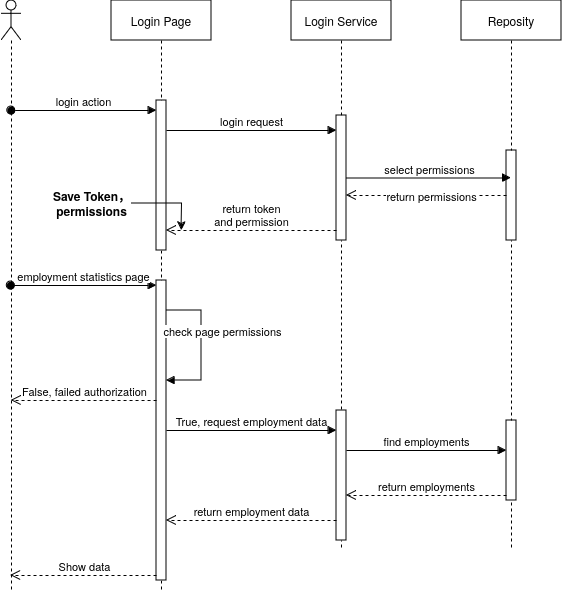 Login Page
Login Service
Reposity
login action
login request
select permissions
return permissions
Save Token，
permissions
return token
and permission
employment statistics page
check page permissions
False, failed authorization
True, request employment data
find employments
return employments
return employment data
Show data